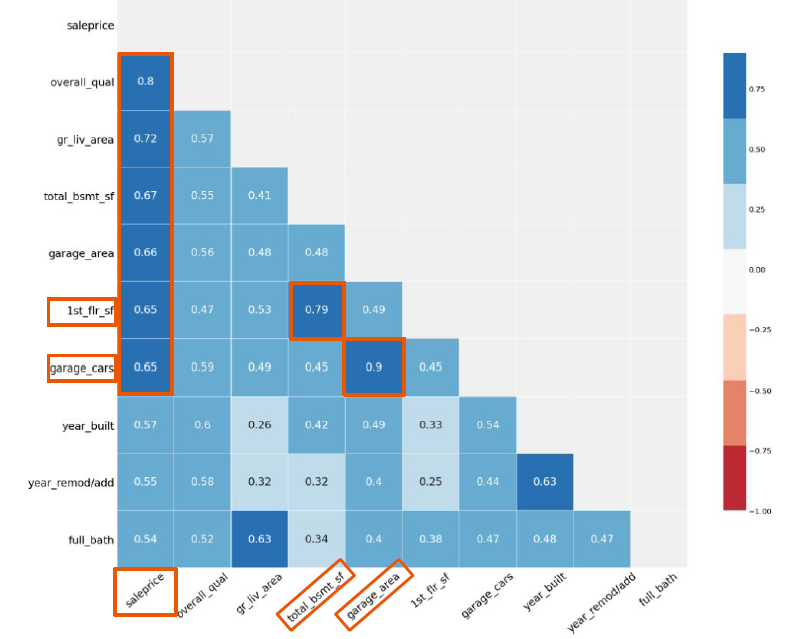 saleprice
overall_qual 0.8
0.75
gr_liv_area 0.72 0.57
0.50
total_bsmt_sf 0.67 0.55 0.41
0.25
garage_area 0.66 0.56 0.48 0.48
0.00
1st_flr_sf 0.65 0.47 0.53 0.79 0.49
−0.25
garage_cars 0.65 0.59 0.49 0.45 0.9 0.45
−0.50
year_built 0.57 0.6 0.26 0.42 0.49 0.33 0.54
−0.75
year_remod/add 0.55 0.58 0.32 0.32 0.4 0.25 0.44 0.63
−1.00
full_bath 0.54 0.52 0.63 0.34 0.4 0.38 0.47 0.48 0.47
saleprice overall_qual gr_liv_area total_bsmt_sf garage_area 1st_flr_sf garage_cars year_built year_remod/add full_bath